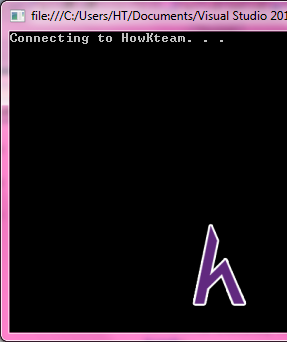 file:///C:/Users/HT/Documents/Visual Studio 201
Connecting to HowKteam. . .